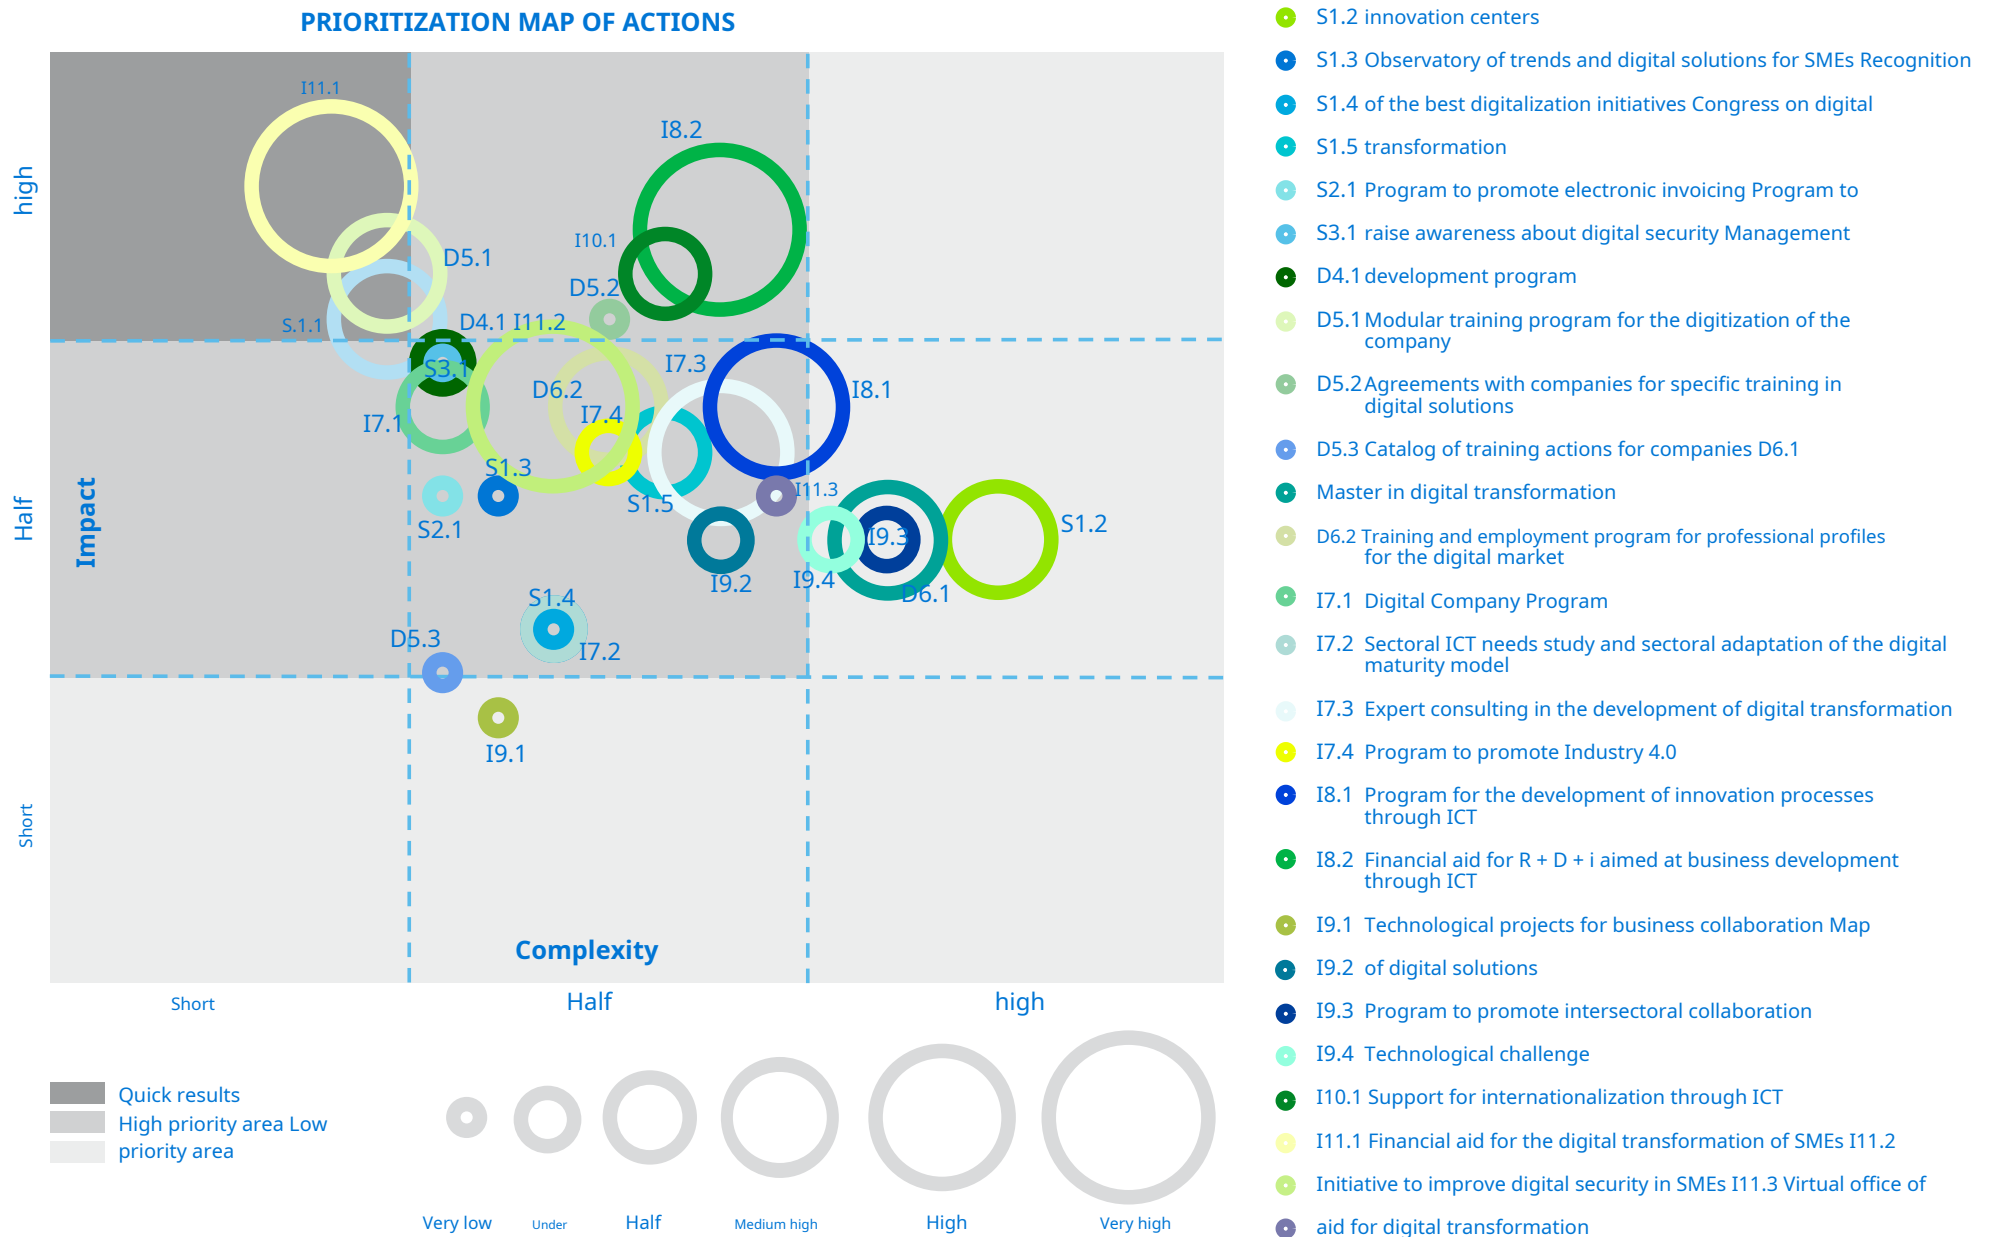 PRIORITIZATION MAP OF ACTIONS
I11.1
I8.2
high
I10.1
D5.1
D5.2
S.1.1
D4.1 I11.2
S3.1
I7.3
D6.2
I8.1
I7.4
I7.1
S1.3
Impact
Half
I11.3
S1.5
S2.1
S1.2
I9.3
I9.2
I9.4
D6.1
S1.4
D5.3
I7.2
I9.1
Short
Complexity
Short
Half
high
Quick results
High priority area Low
priority area
Very low
Under
Half
Medium high
High
Very high
S1.2 innovation centers
S1.3 Observatory of trends and digital solutions for SMEs Recognition
S1.4 of the best digitalization initiatives Congress on digital
S1.5 transformation
S2.1 Program to promote electronic invoicing Program to
S3.1 raise awareness about digital security Management
D4.1 development program
D5.1 Modular training program for the digitization of the
company
D5.2 Agreements with companies for specific training in
digital solutions
D5.3 Catalog of training actions for companies D6.1
Master in digital transformation
D6.2 Training and employment program for professional profiles
for the digital market
I7.1 Digital Company Program
I7.2 Sectoral ICT needs study and sectoral adaptation of the digital
maturity model
I7.3 Expert consulting in the development of digital transformation
I7.4 Program to promote Industry 4.0
I8.1 Program for the development of innovation processes
through ICT
I8.2 Financial aid for R + D + i aimed at business development
through ICT
I9.1 Technological projects for business collaboration Map
I9.2 of digital solutions
I9.3 Program to promote intersectoral collaboration
I9.4 Technological challenge
I10.1 Support for internationalization through ICT
I11.1 Financial aid for the digital transformation of SMEs I11.2
Initiative to improve digital security in SMEs I11.3 Virtual office of
aid for digital transformation